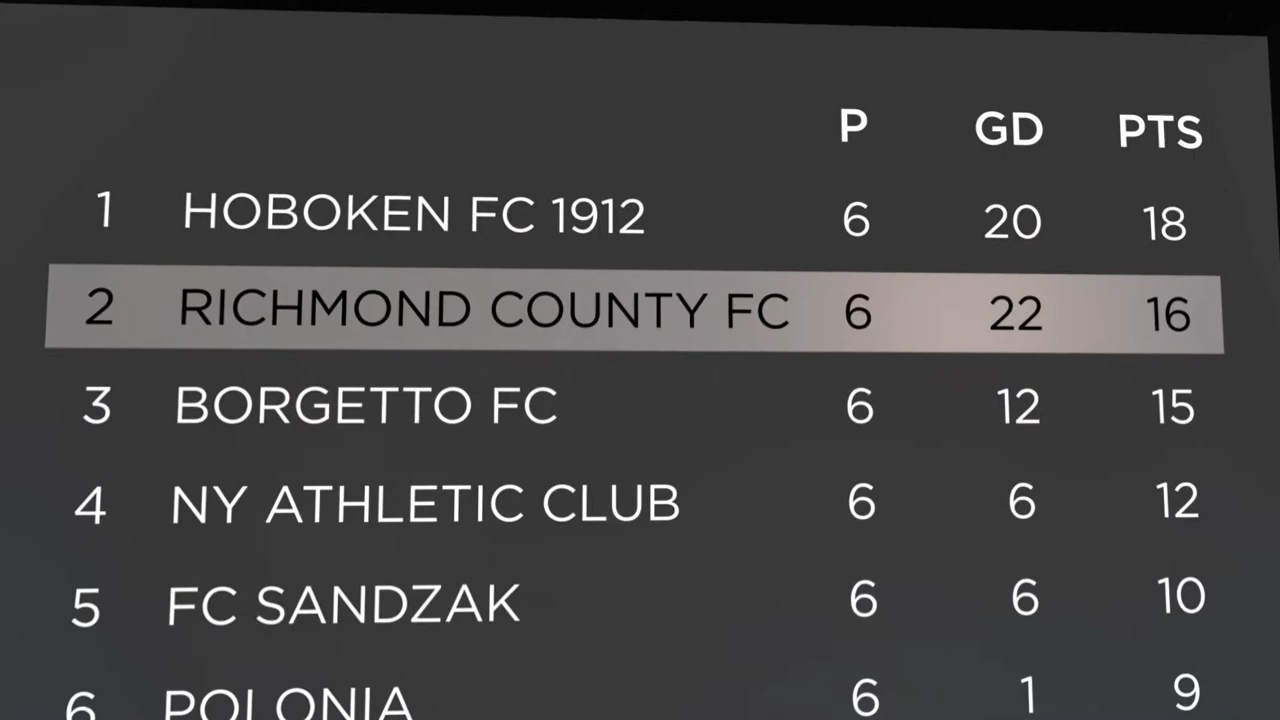 P GD PTS
1 HOBOKEN FC 1912 6 20 18
2 RICHMOND COUNTY FC 6 22 16
3 BORGETTO FC 6 12 15
4 NY ATHLETIC CLUB 6 6 12
5 FC SANDZAK 6 6 10
6 POLONIA 6 1 9